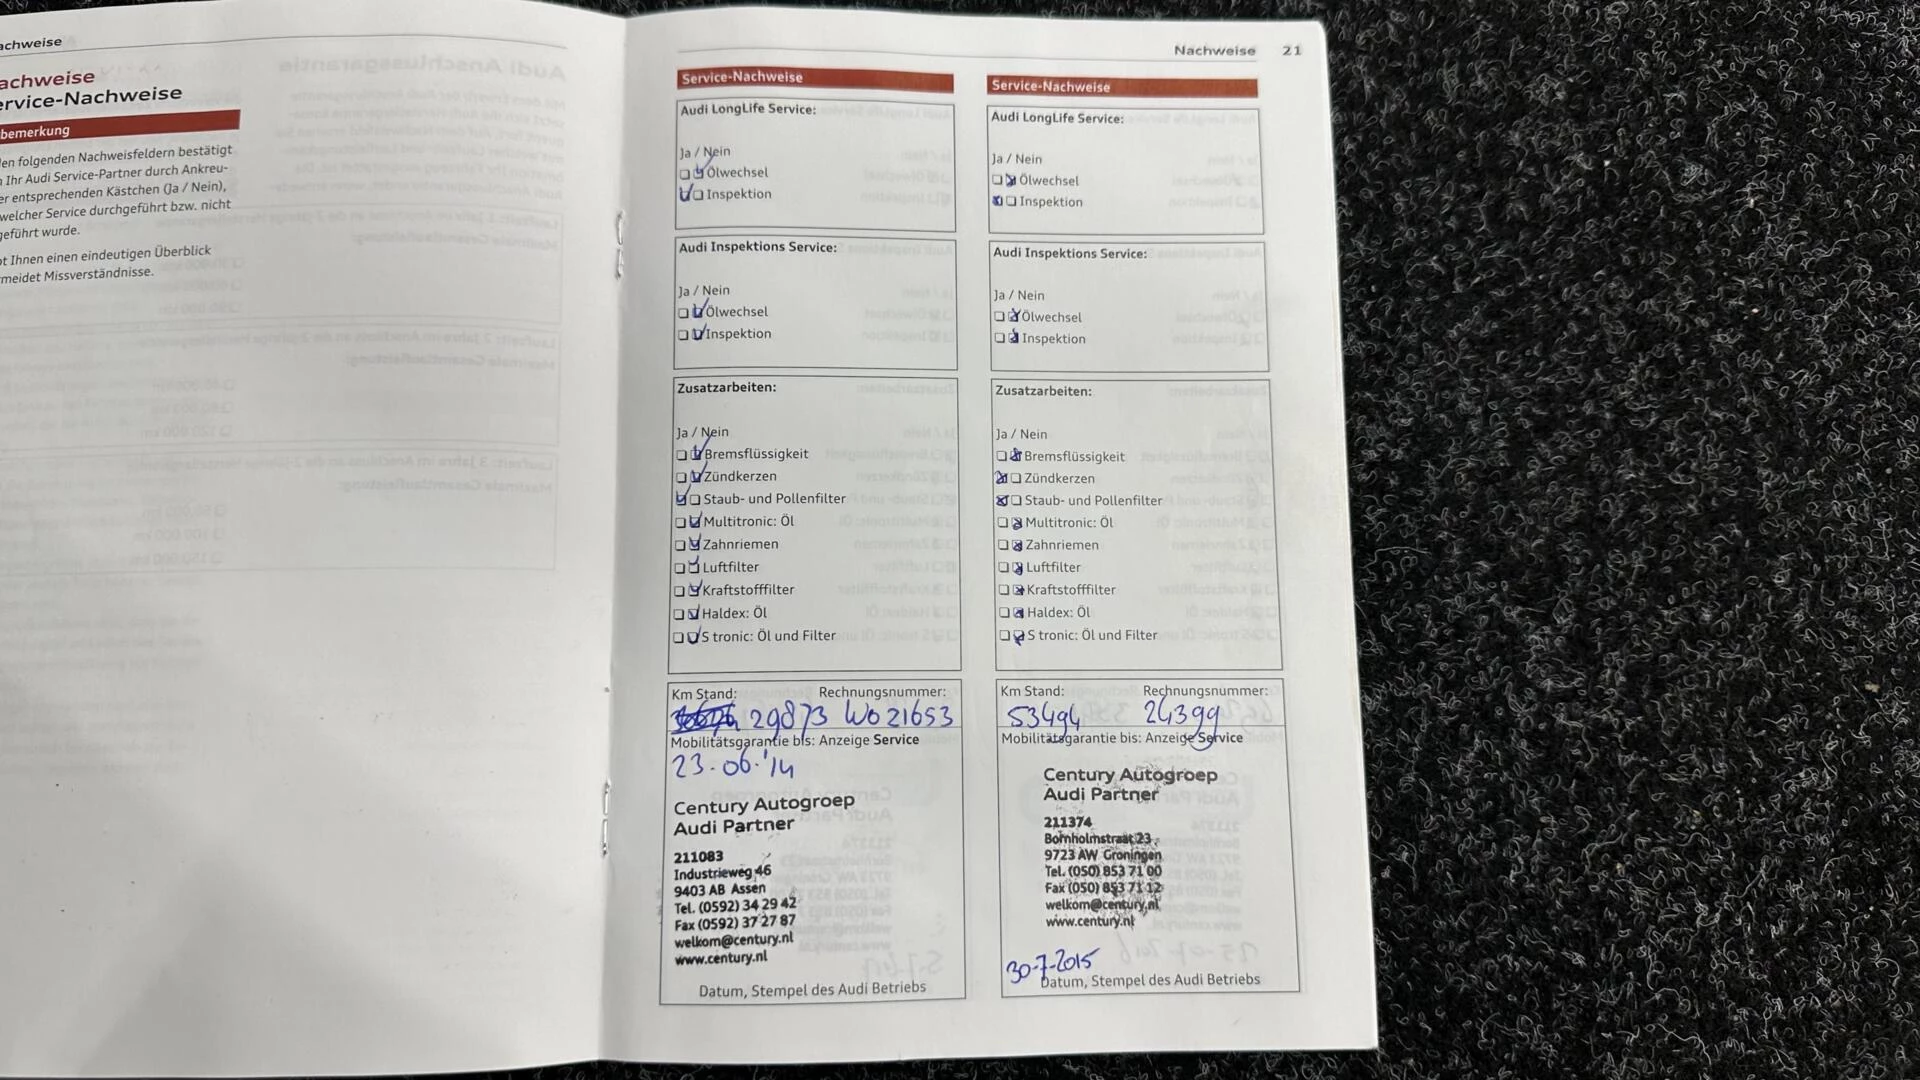 achweise
achweise
ervice-Nachweise
bemerkung
len folgenden Nachweisfeldern bestätigt
n Ihr Audi Service-Partner durch Ankreu-
er entsprechenden Kästchen (Ja / Nein),
welcher Service durchgeführt bzw. nicht
geführt wurde.
ot Ihnen einen eindeutigen Überblick
rmeidet Missverständnisse.
Nachweise 21
Service-Nachweise
Audi LongLife Service:
Ja / Nein
Ölwechsel
Inspektion
Audi Inspektions Service:
Ja / Nein
Ölwechsel
Inspektion
Zusatzarbeiten:
Ja / Nein
Bremsflüssigkeit
Zündkerzen
Staub- und Pollenfilter
Multitronic: Öl
Zahnriemen
Luftfilter
Kraftstofffilter
Haldex: Öl
S tronic: Öl und Filter
Km Stand: Rechnungsnummer:
29873 Wo21653
Mobilitätsgarantie bis: Anzeige Service
23-06-'14
Century Autogroep
Audi Partner
211083
Industrieweg 46
9403 AB Assen
Tel. (0592) 34 29 42
Fax (0592) 37 27 87
welkom@century.nl
www.century.nl
Datum, Stempel des Audi Betriebs
Service-Nachweise
Audi LongLife Service:
Ja / Nein
Ölwechsel
Inspektion
Audi Inspektions Service:
Ja / Nein
Ölwechsel
Inspektion
Zusatzarbeiten:
Ja / Nein
Bremsflüssigkeit
Zündkerzen
Staub- und Pollenfilter
Multitronic: Öl
Zahnriemen
Luftfilter
Kraftstofffilter
Haldex: Öl
S tronic: Öl und Filter
Km Stand: Rechnungsnummer:
53494 24399
Mobilitätsgarantie bis: Anzeige Service
Century Autogroep
Audi Partner
211374
Bornholmstraat 23
9723 AW Groningen
Tel. (050) 853 71 00
Fax (050) 853 71 12
welkom@century.nl
www.century.nl
30-7-2015
Datum, Stempel des Audi Betriebs